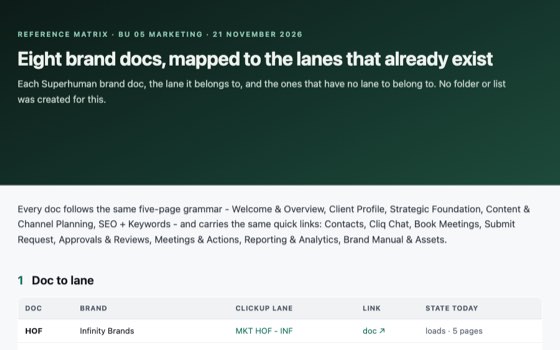 REFERENCE MATRIX · BU 05 MARKETING · 21 NOVEMBER 2026
Eight brand docs, mapped to the lanes that already exist
Each Superhuman brand doc, the lane it belongs to, and the ones that have no lane to belong to. No folder or list
was created for this.
Every doc follows the same five-page grammar - Welcome & Overview, Client Profile, Strategic Foundation, Content &
Channel Planning, SEO + Keywords - and carries the same quick links: Contacts, Cliq Chat, Book Meetings, Submit
Request, Approvals & Reviews, Meetings & Actions, Reporting & Analytics, Brand Manual & Assets.
1 Doc to lane
DOC BRAND CLICKUP LANE LINK STATE TODAY
HOF Infinity Brands MKT HOF - INF doc ↗ loads · 5 pages